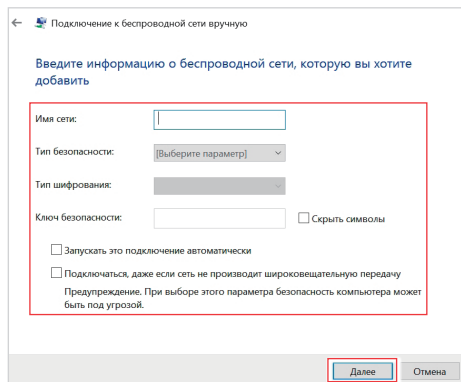 Подключение к беспроводной сети вручную
Введите информацию о беспроводной сети, которую вы хотите
добавить
Имя сети:
Тип безопасности: [Выберите параметр]
Тип шифрования:
Ключ безопасности: Скрыть символы
Запускать это подключение автоматически
Подключаться, даже если сеть не производит широковещательную передачу
Предупреждение. При выборе этого параметра безопасность компьютера может
быть под угрозой.
Далее Отмена